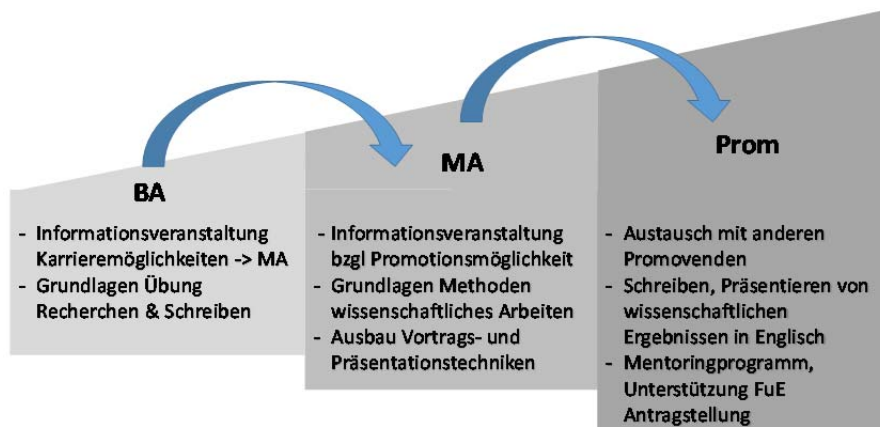 BA
- Informationsveranstaltung
Karrieremöglichkeiten -> MA
- Grundlagen Übung
Recherchen & Schreiben
MA
- Informationsveranstaltung
bzgl Promotionsmöglichkeit
- Grundlagen Methoden
wissenschaftliches Arbeiten
- Ausbau Vortrags- und
Präsentationstechniken
Prom
- Austausch mit anderen
Promovenden
- Schreiben, Präsentieren von
wissenschaftlichen
Ergebnissen in Englisch
- Mentoringprogramm,
Unterstützung FuE
Antragstellung